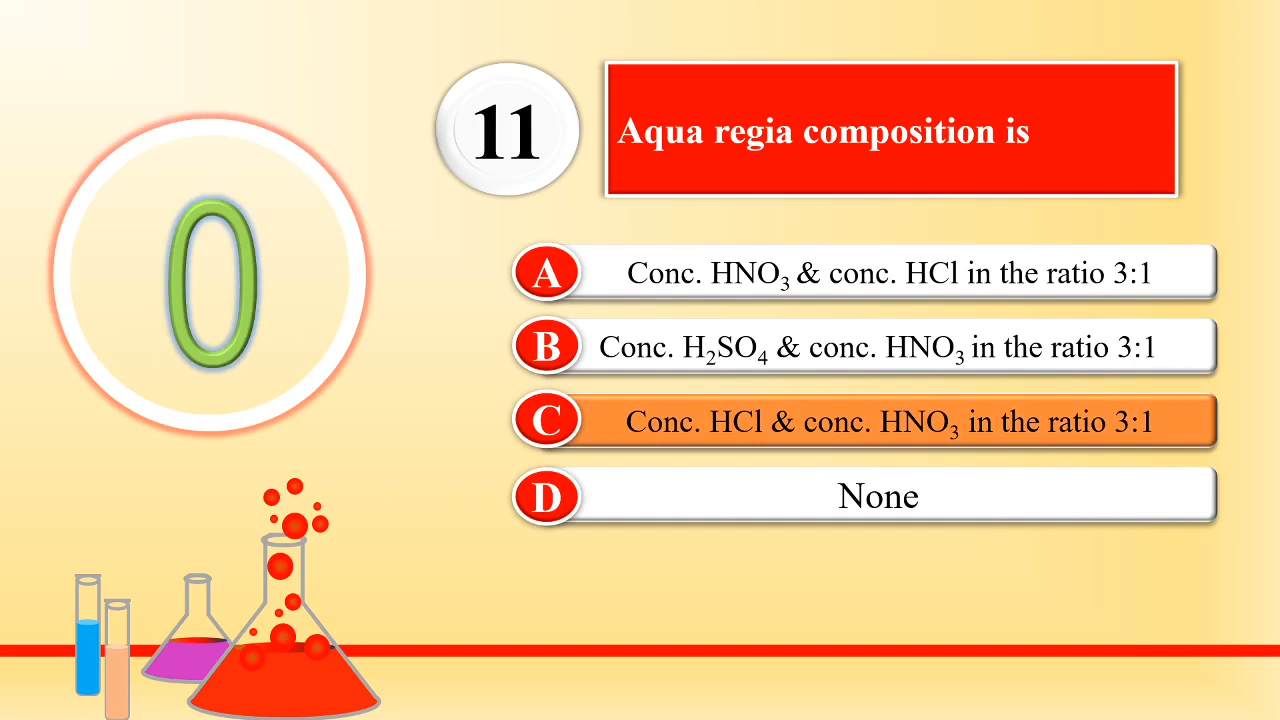 11
Aqua regia composition is
0
A Conc. HNO₃ & conc. HCl in the ratio 3:1
B Conc. H₂SO₄ & conc. HNO₃ in the ratio 3:1
C Conc. HCl & conc. HNO₃ in the ratio 3:1
D None